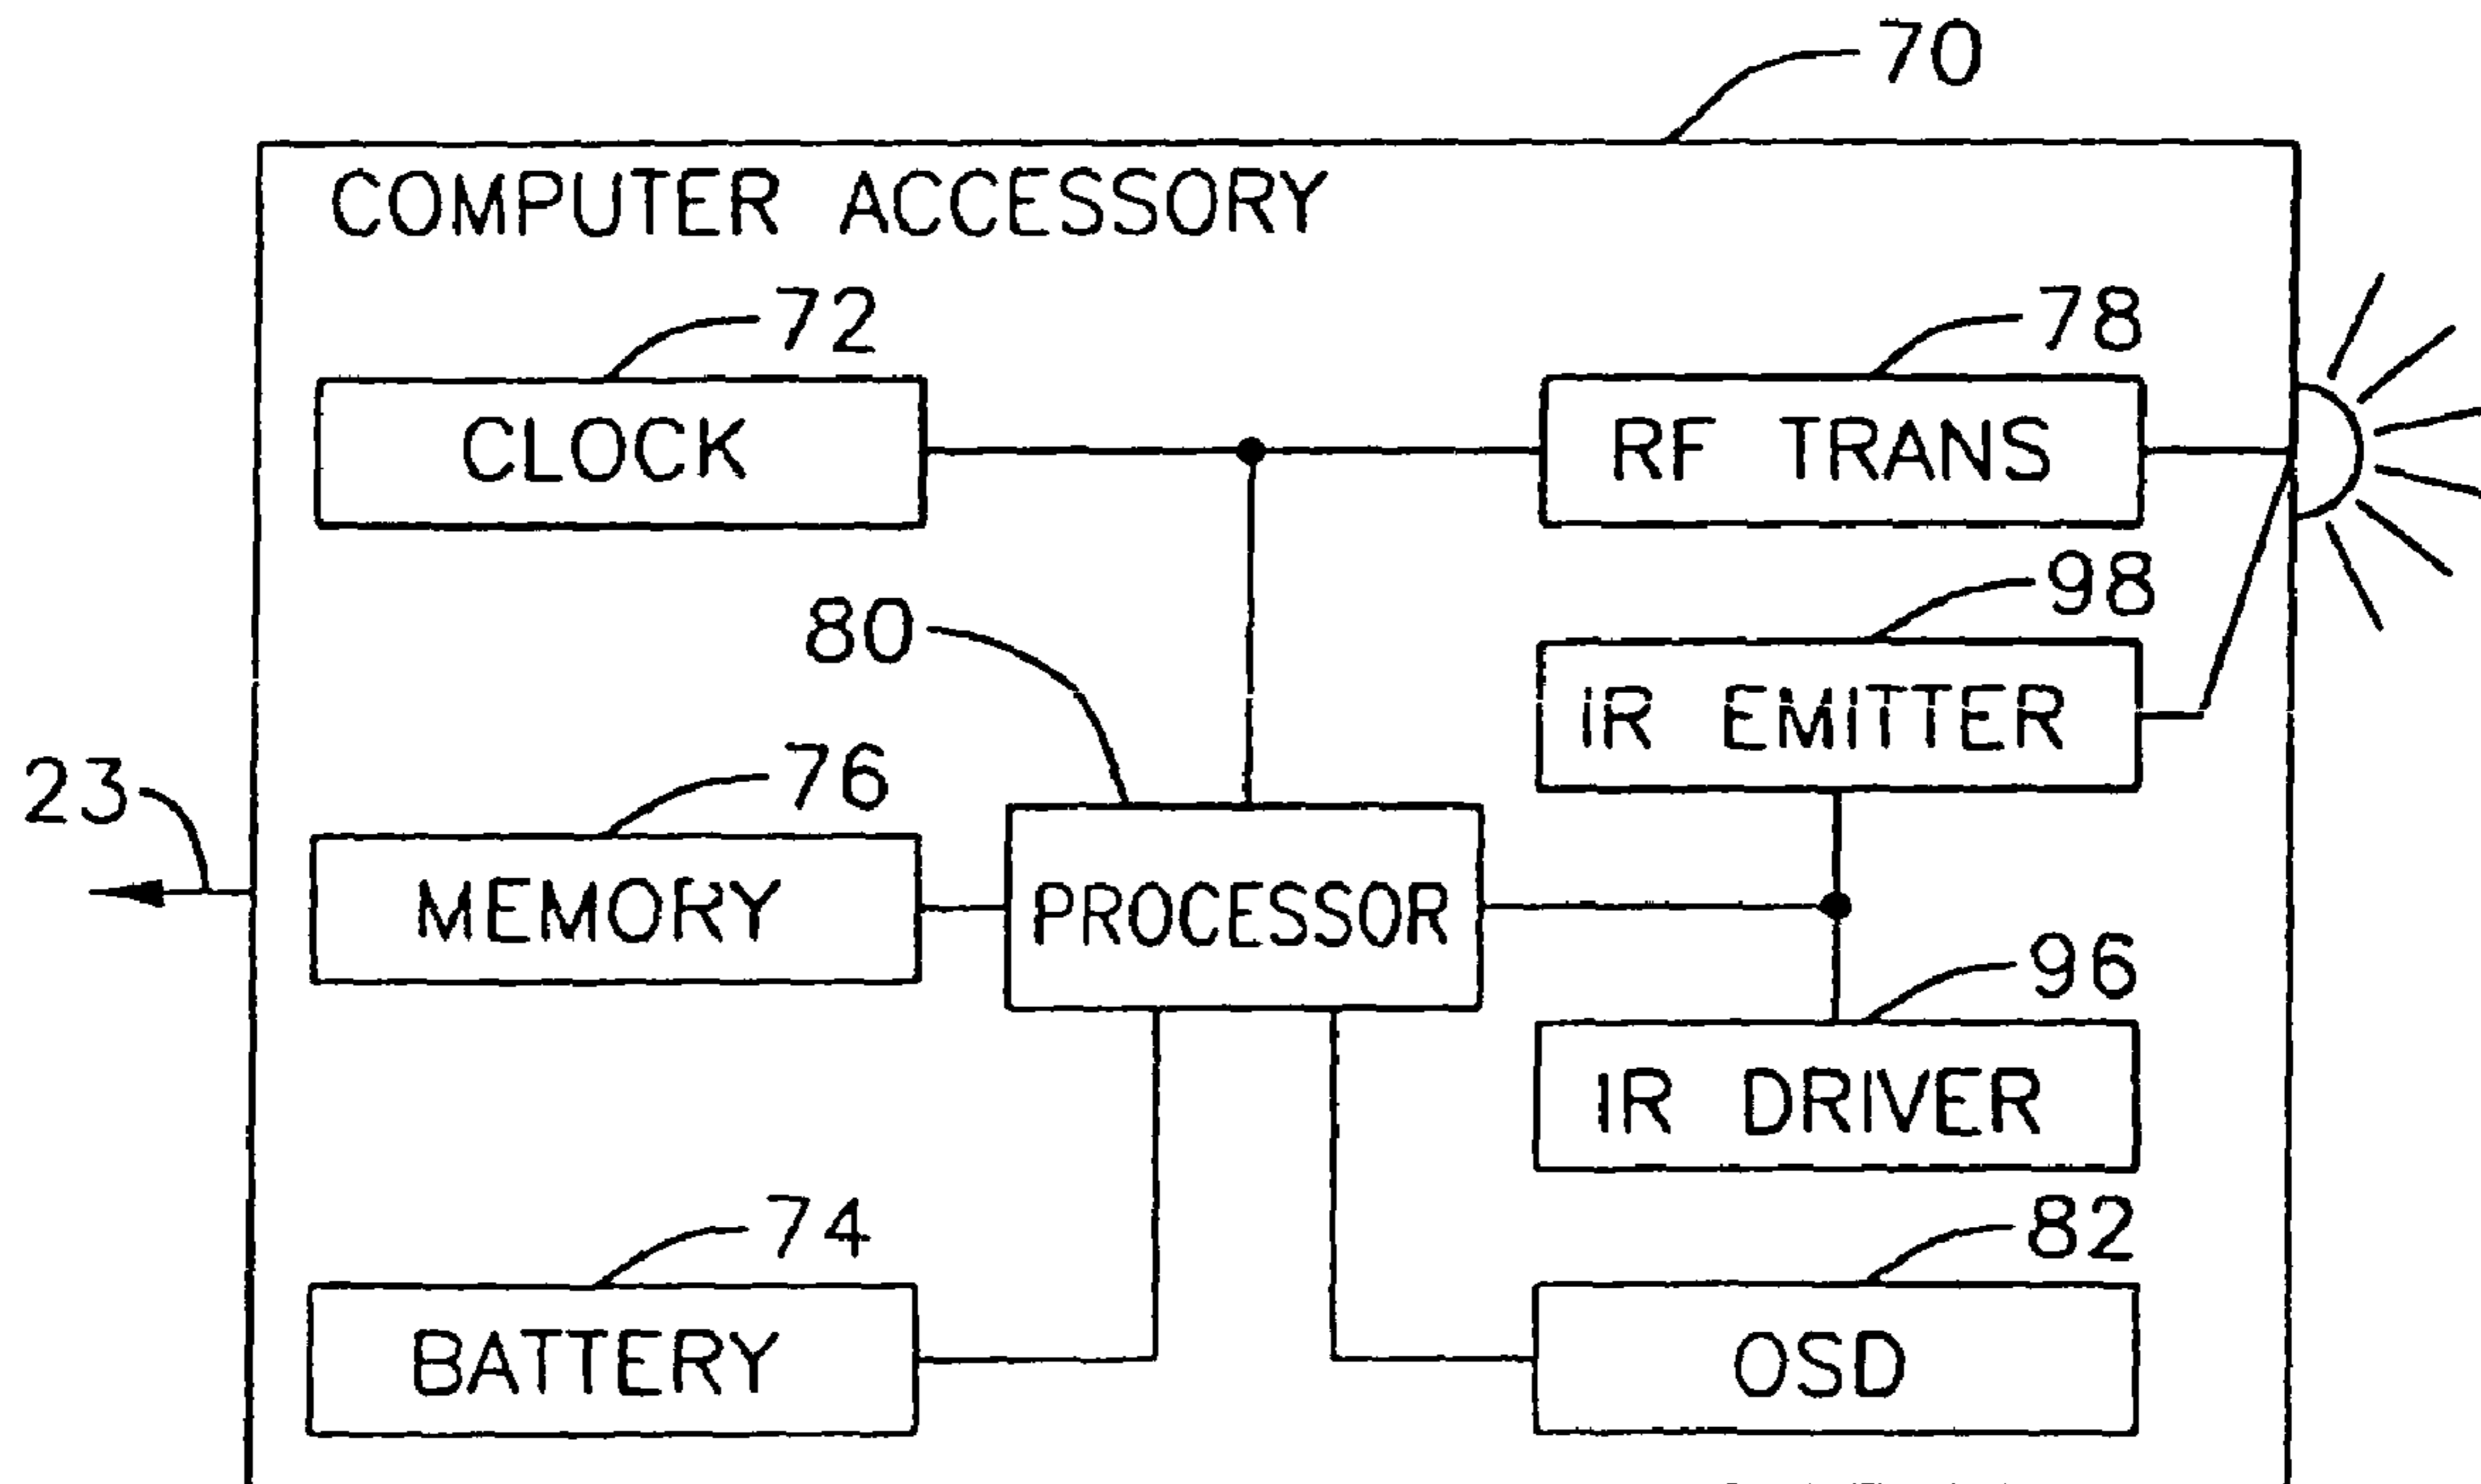 70
COMPUTER ACCESSORY
72
78
CLOCK
RF TRANS
98
80
IR EMITTER
76
23
MEMORY
PROCESSOR
96
IR DRIVER
74
82
BATTERY
OSD